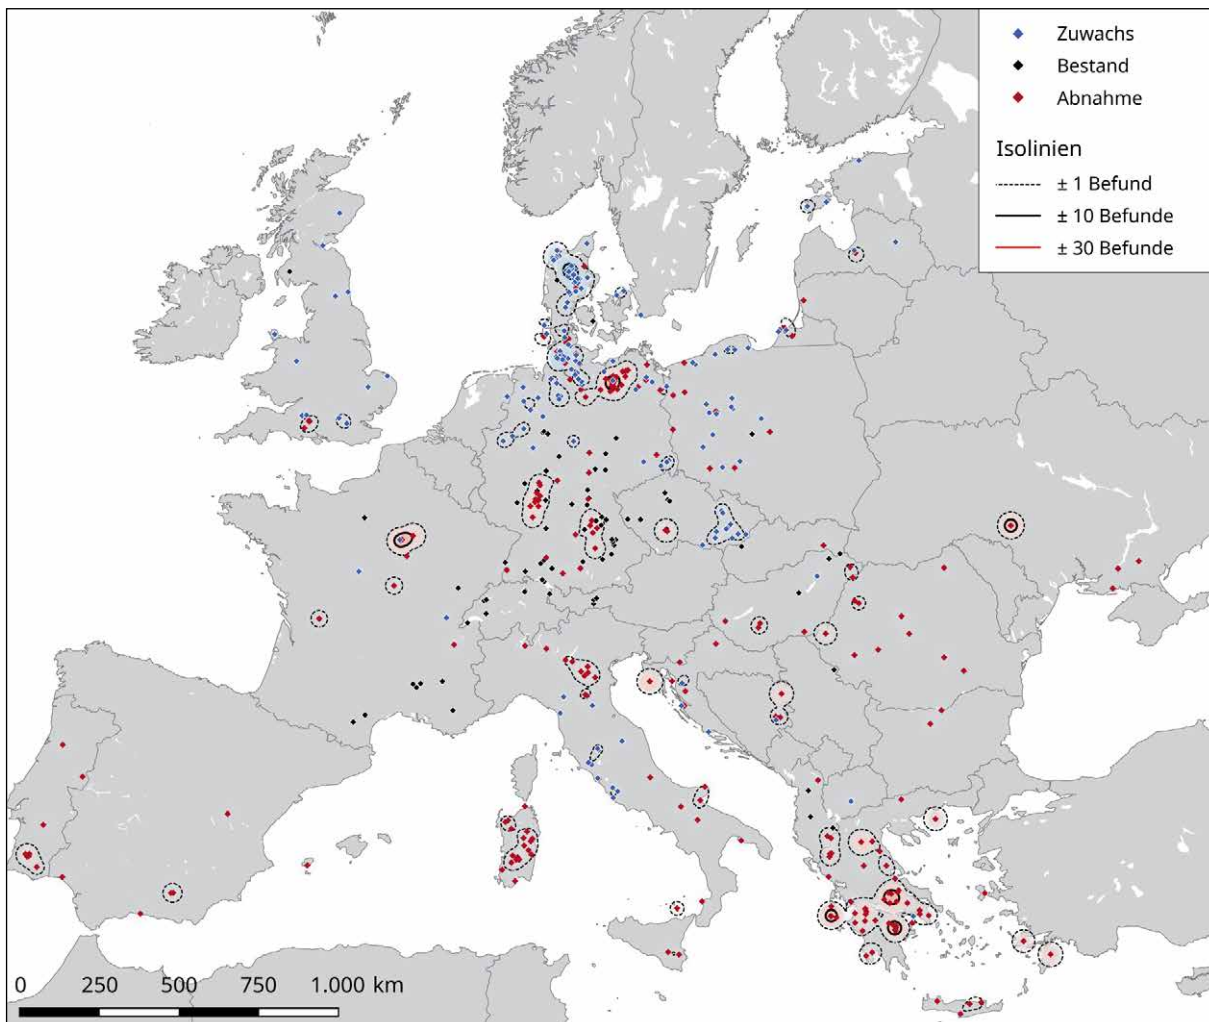 Zuwachs
Bestand
Abnahme
Isolinien
± 1 Befund
± 10 Befunde
± 30 Befunde
0 250 500 750 1.000 km